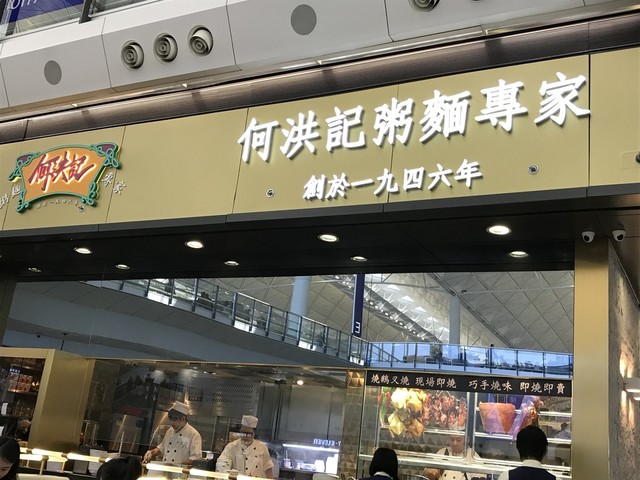 何洪記粥麵專家
創於一九四六年
何洪記
燒鵝叉燒 現場即燒 巧手燒味 即燒即賣
E
ELEVEN